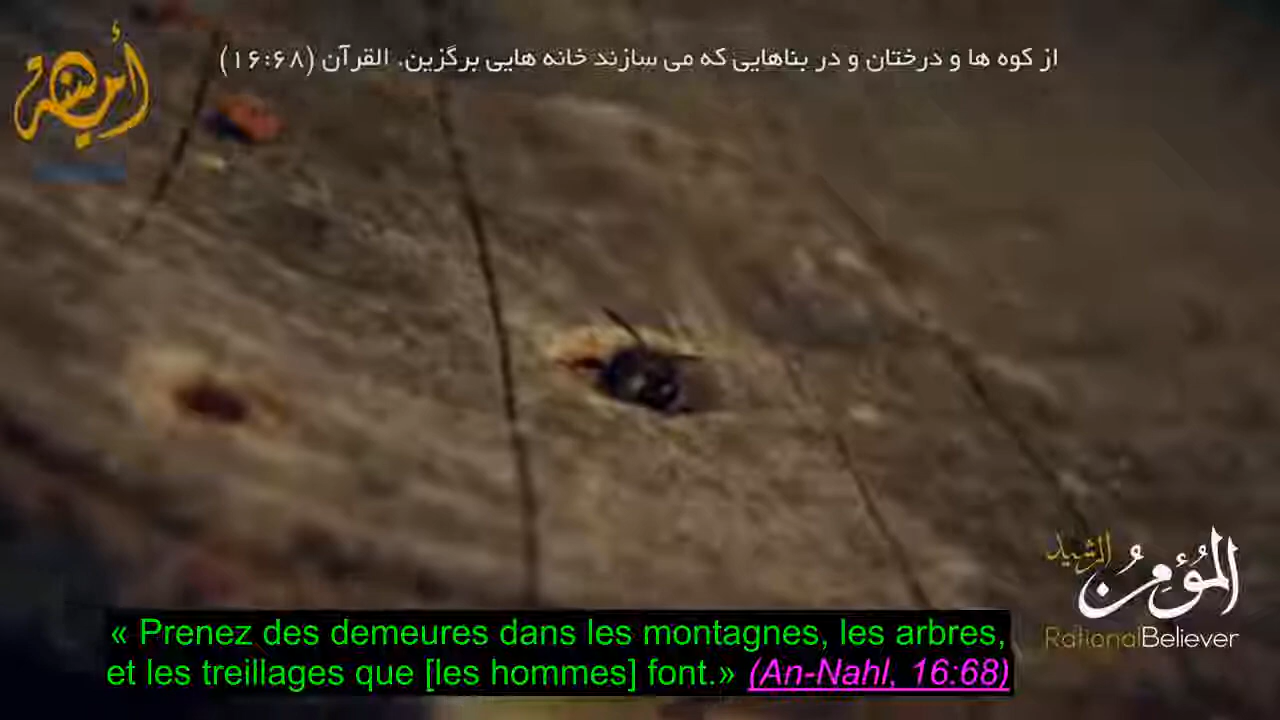 از کوه ها و درختان و در بناهایی که می سازند خانه هایی برگزین. القرآن (۱۶:۶۸)
« Prenez des demeures dans les montagnes, les arbres,
et les treillages que [les hommes] font.» (An-Nahl, 16:68)
المؤمن الرشيد
RationalBeliever